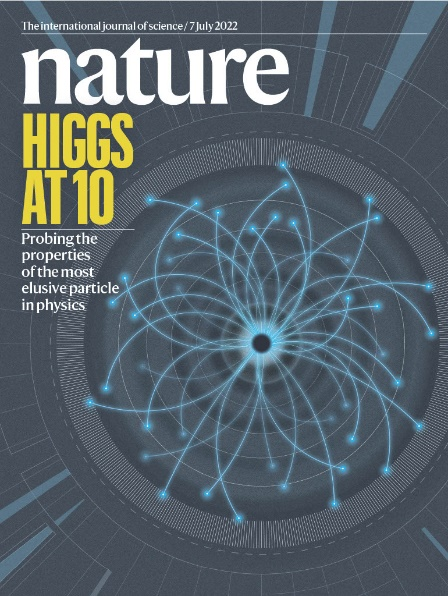 The international journal of science / 7 July 2022
nature
HIGGS
AT 10
Probing the
properties
of the most
elusive particle
in physics